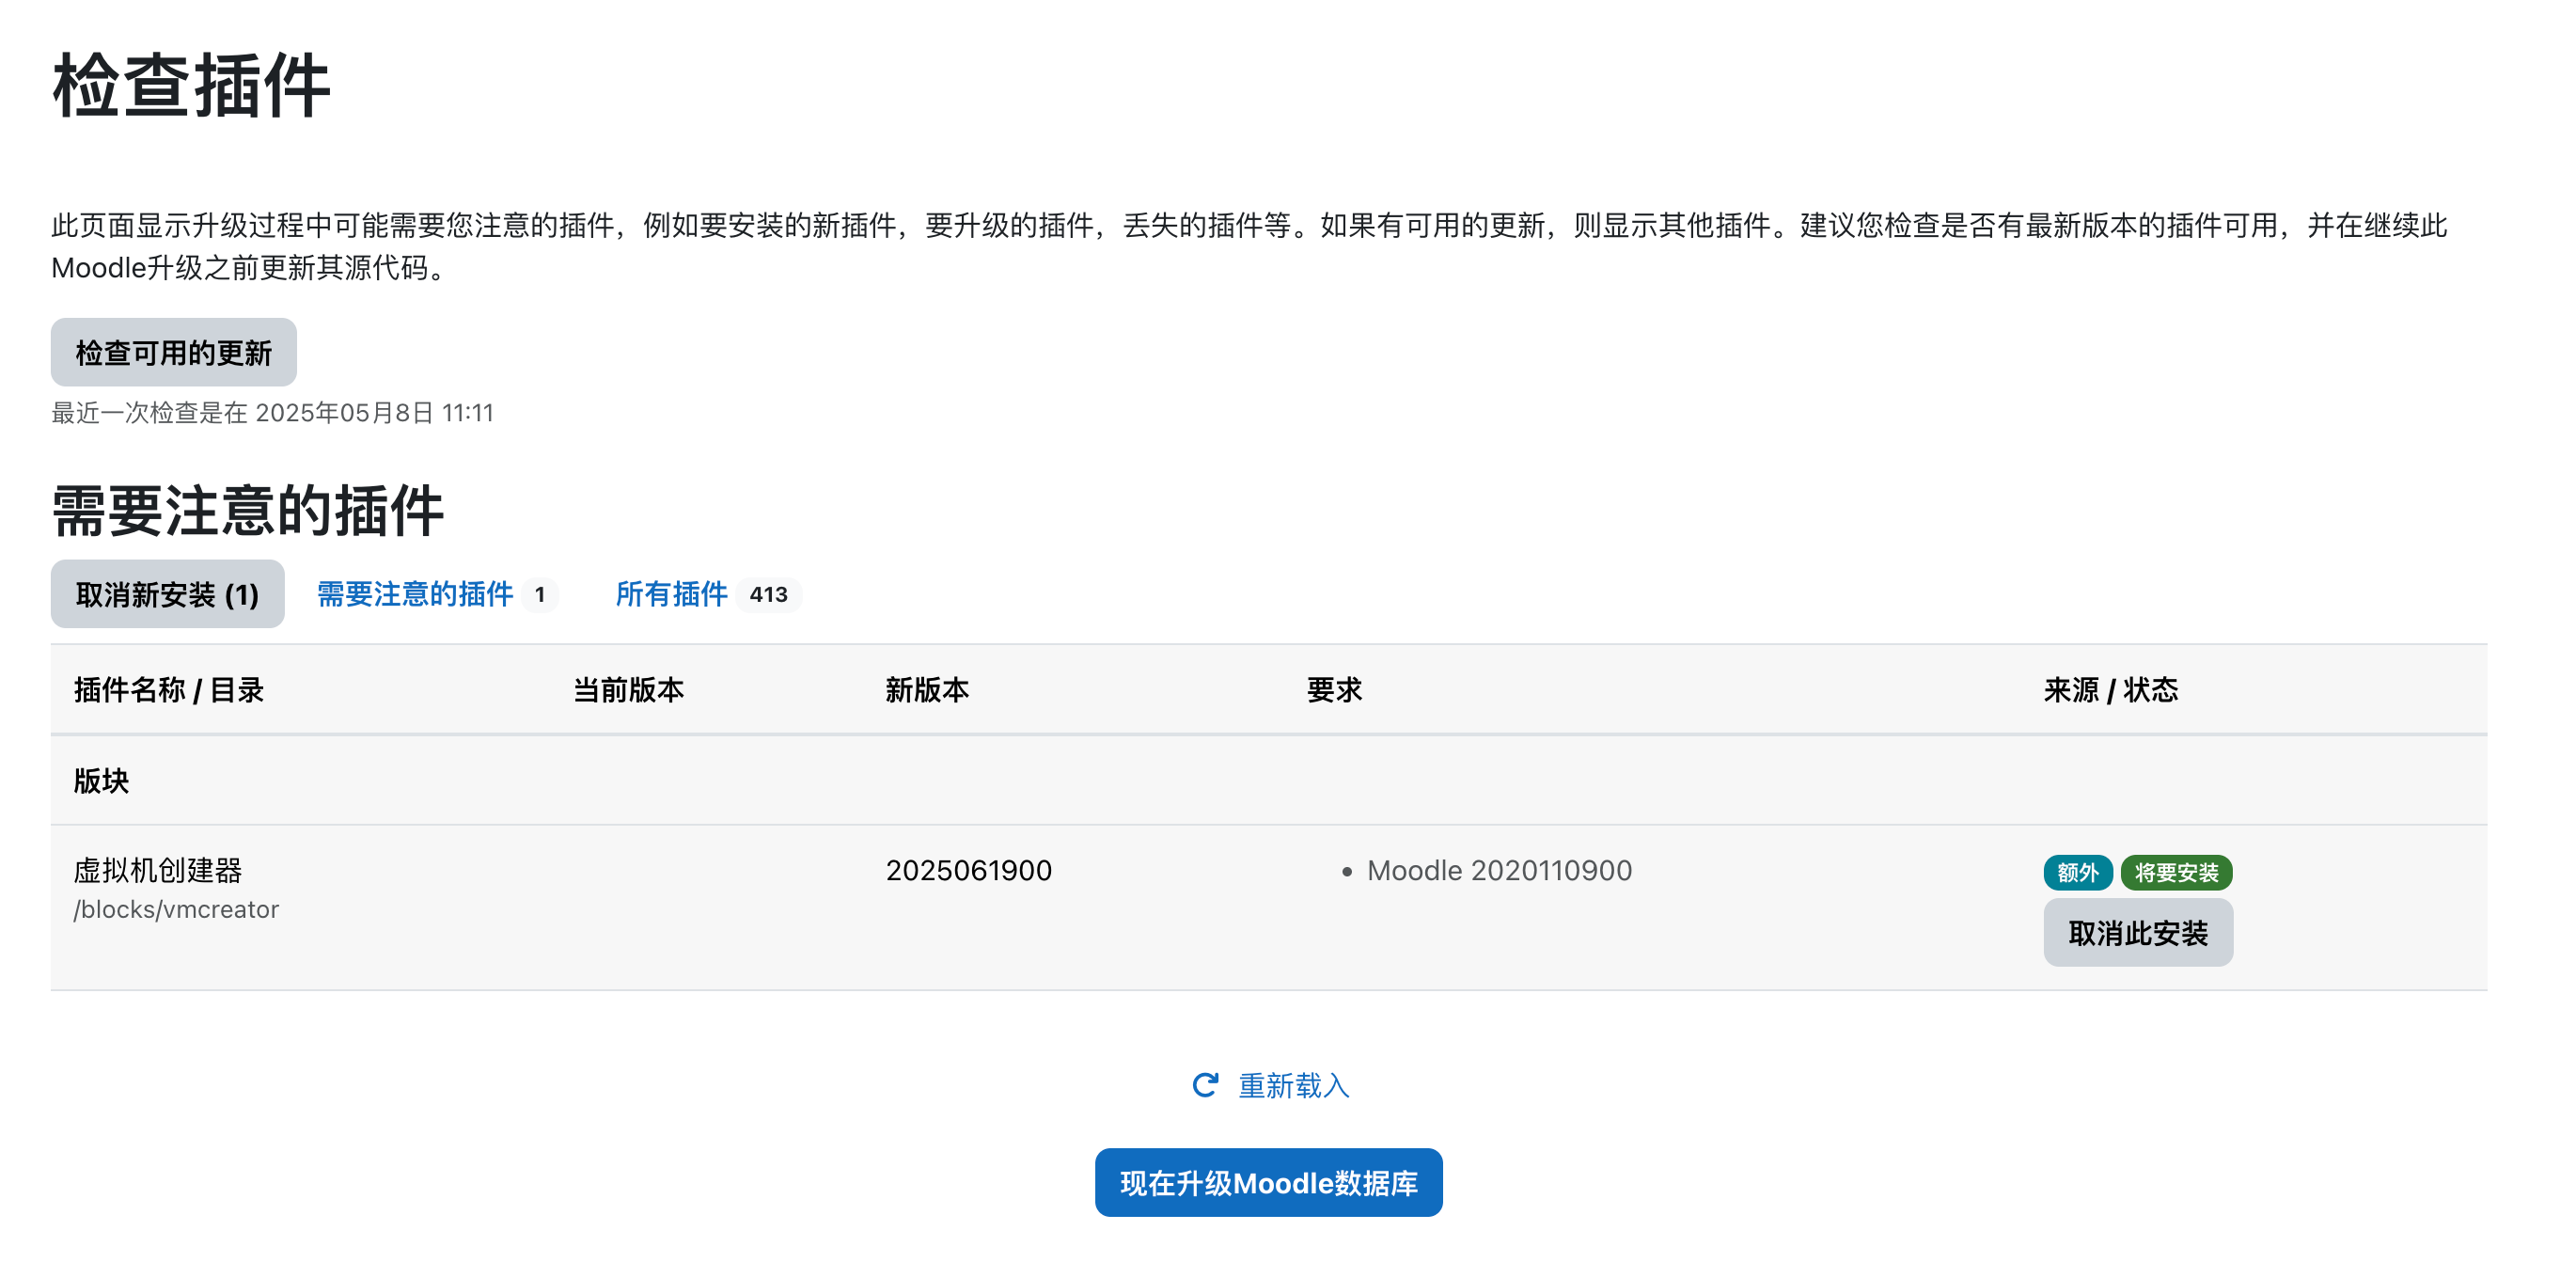 检查插件
此页面显示升级过程中可能需要您注意的插件，例如要安装的新插件，要升级的插件，丢失的插件等。如果有可用的更新，则显示其他插件。建议您检查是否有最新版本的插件可用，并在继续此
Moodle升级之前更新其源代码。
检查可用的更新
最近一次检查是在 2025年05月8日 11:11
需要注意的插件
取消新安装 (1) 需要注意的插件 1 所有插件 413
插件名称 / 目录 当前版本 新版本 要求 来源 / 状态
版块
虚拟机创建器 2025061900 • Moodle 2020110900 额外 将要安装
/blocks/vmcreator
取消此安装
重新载入
现在升级Moodle数据库